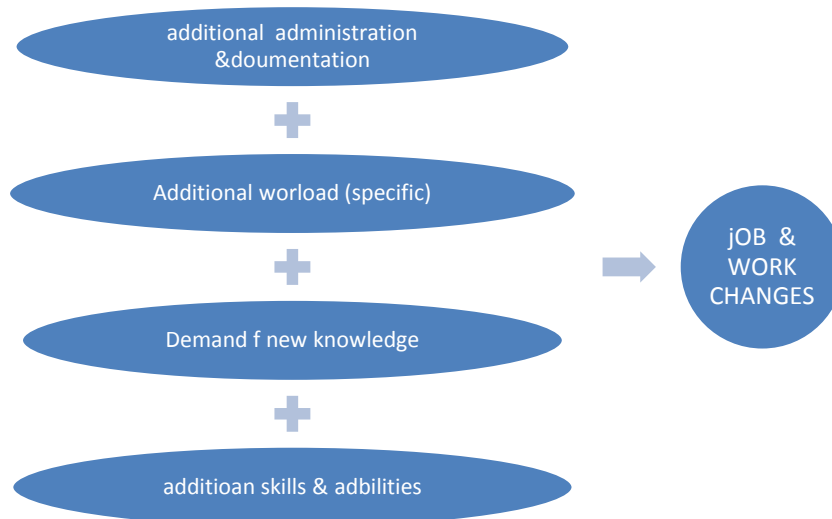 additional administration
&doumentation
Additional worload (specific)
Demand f new knowledge
additioan skills & adbilities
jOB &
WORK
CHANGES